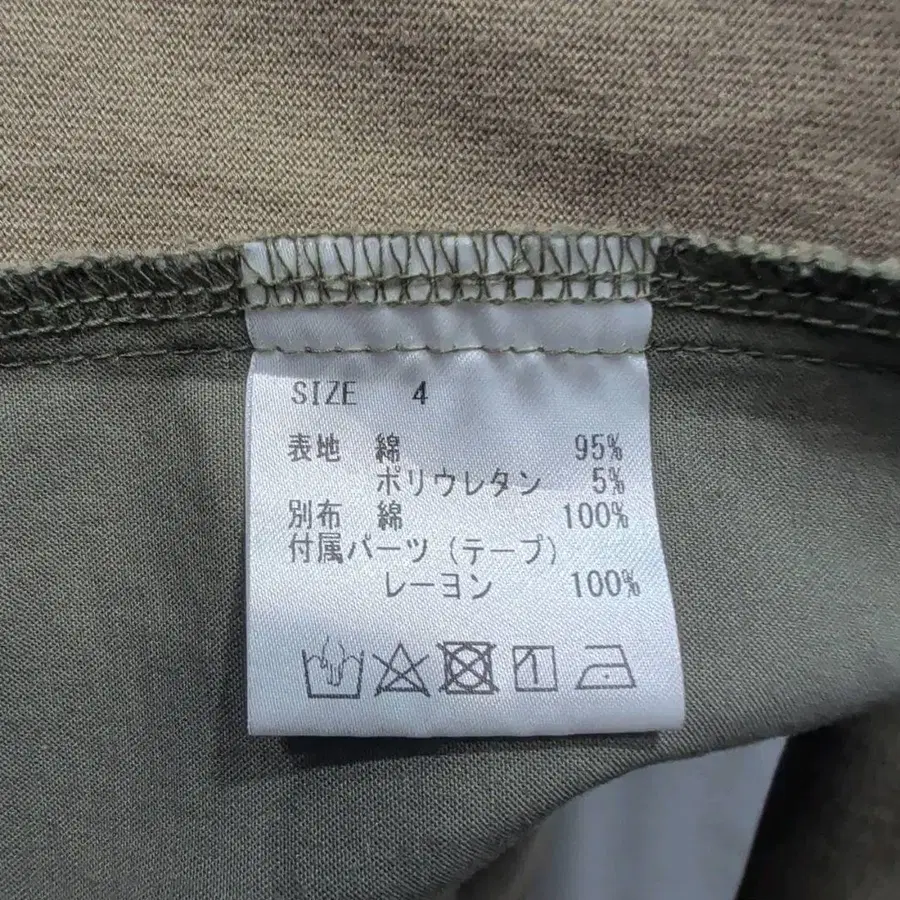 SIZE 4
表地 綿 95%
ポリウレタン 5%
別布 綿 100%
付属パーツ(テープ)
レーヨン 100%